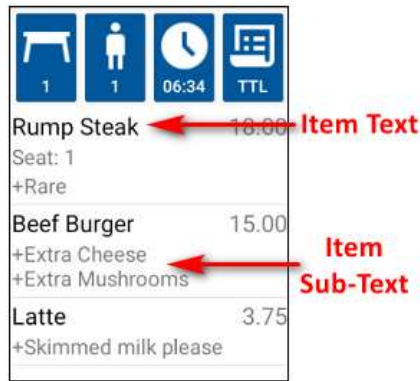 1 1 06:34 TTL
Rump Steak 18.00
Item Text
Seat: 1
+Rare
Beef Burger 15.00
+Extra Cheese
+Extra Mushrooms
Item
Sub-Text
Latte 3.75
+Skimmed milk please